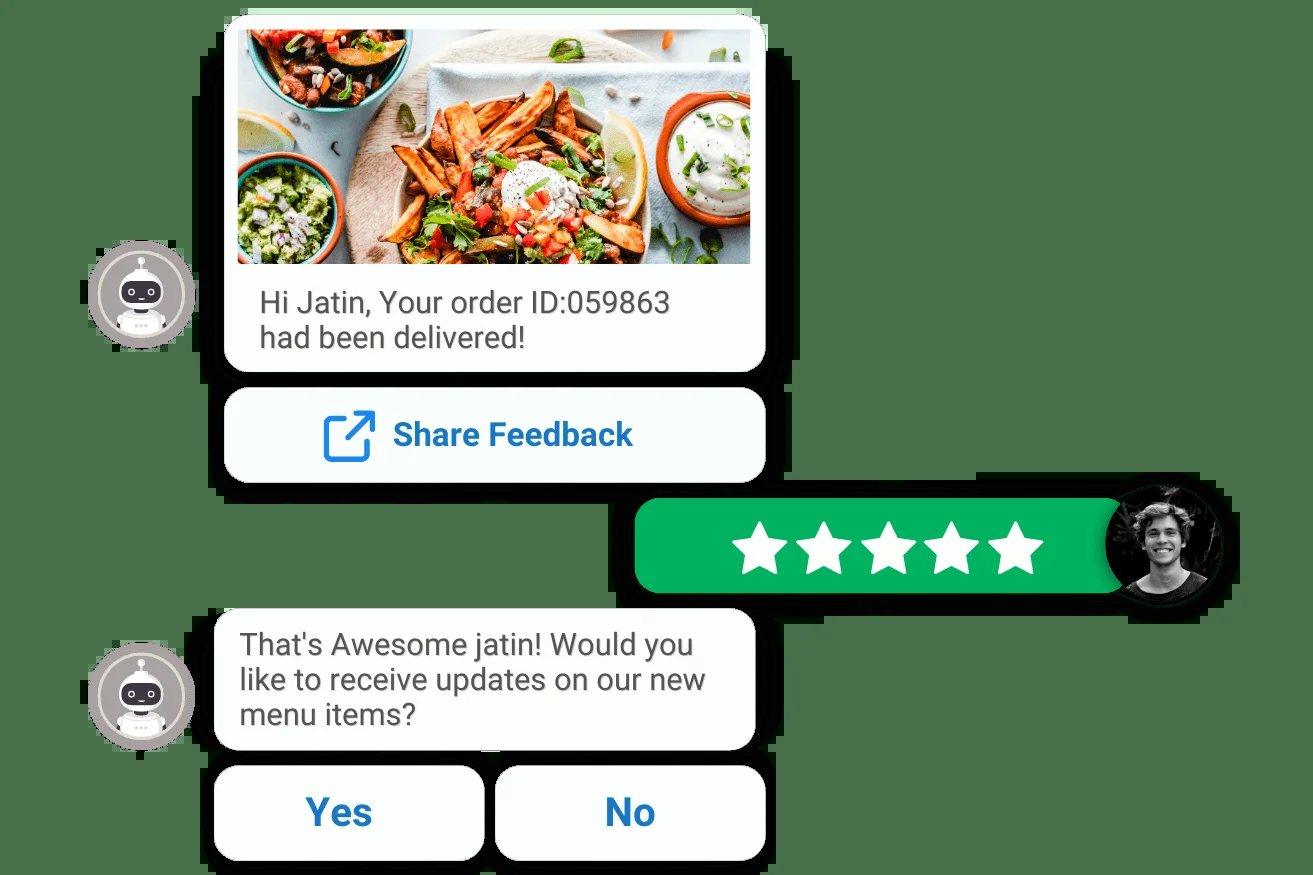 Hi Jatin, Your order ID:059863
had been delivered!
Share Feedback
That's Awesome jatin! Would you
like to receive updates on our new
menu items?
Yes
No